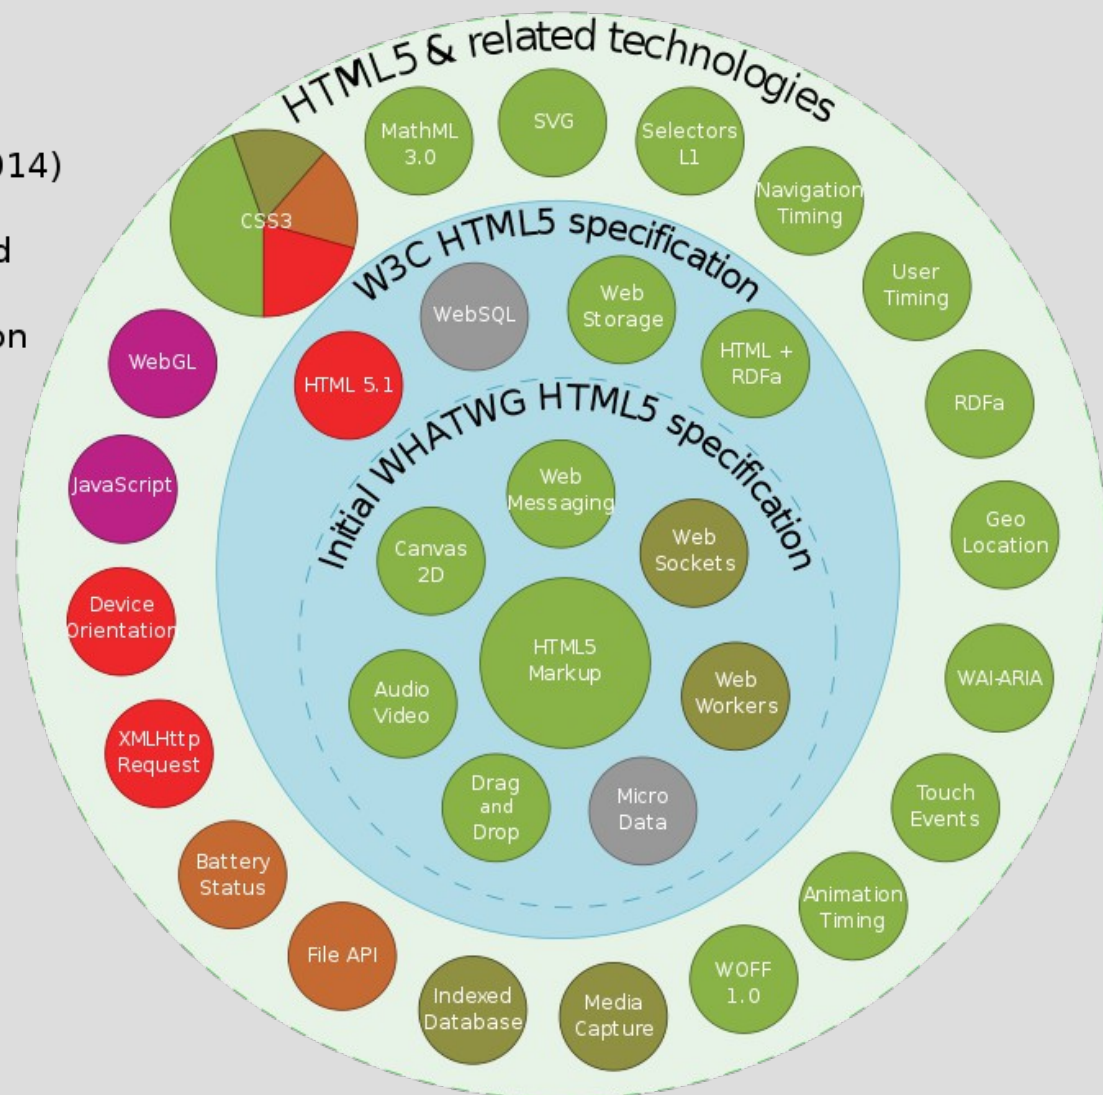 014)
d
on
HTML5 & related technologies
MathML
3.0
SVG
Selectors
L1
Navigation
Timing
User
Timing
RDFa
Geo
Location
WAI-ARIA
Touch
Events
Animation
Timing
WOFF
1.0
Media
Capture
Indexed
Database
File API
Battery
Status
XMLHttp
Request
Device
Orientation
JavaScript
WebGL
CSS3
W3C HTML5 specification
HTML 5.1
WebSQL
Web
Storage
HTML +
RDFa
Initial WHATWG HTML5 specification
Web
Messaging
Web
Sockets
Web
Workers
Micro
Data
Drag
and
Drop
Audio
Video
Canvas
2D
HTML5
Markup